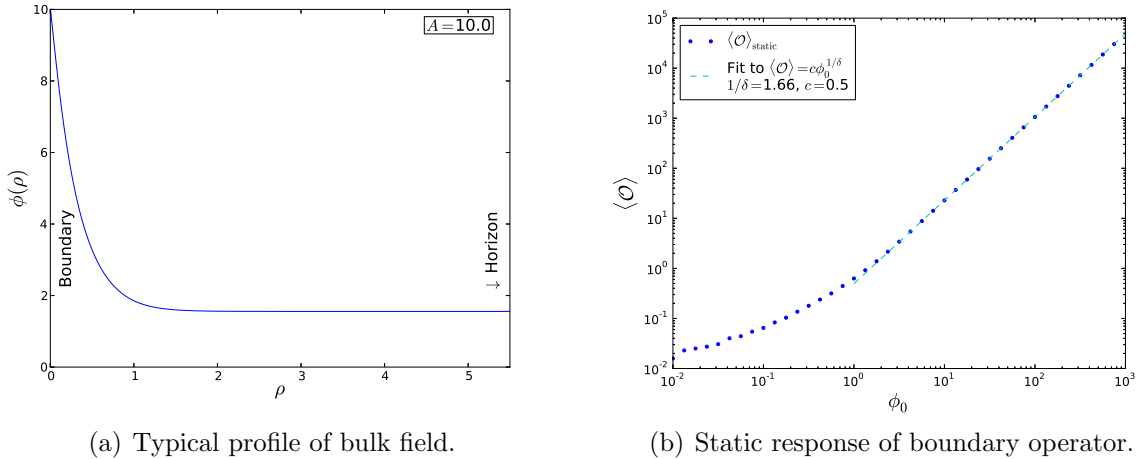 10
8
6
4
2
0
0
1
2
3
4
5
ϕ(ρ)
ρ
A=10.0
Boundary
↓ Horizon
(a) Typical profile of bulk field.
10^5
10^4
10^3
10^2
10^1
10^0
10^-1
10^-2
10^-2
10^-1
10^0
10^1
10^2
10^3
⟨O⟩
ϕ_0
⟨O⟩_static
Fit to ⟨O⟩=cϕ_0^{1/δ}
1/δ=1.66, c=0.5
(b) Static response of boundary operator.